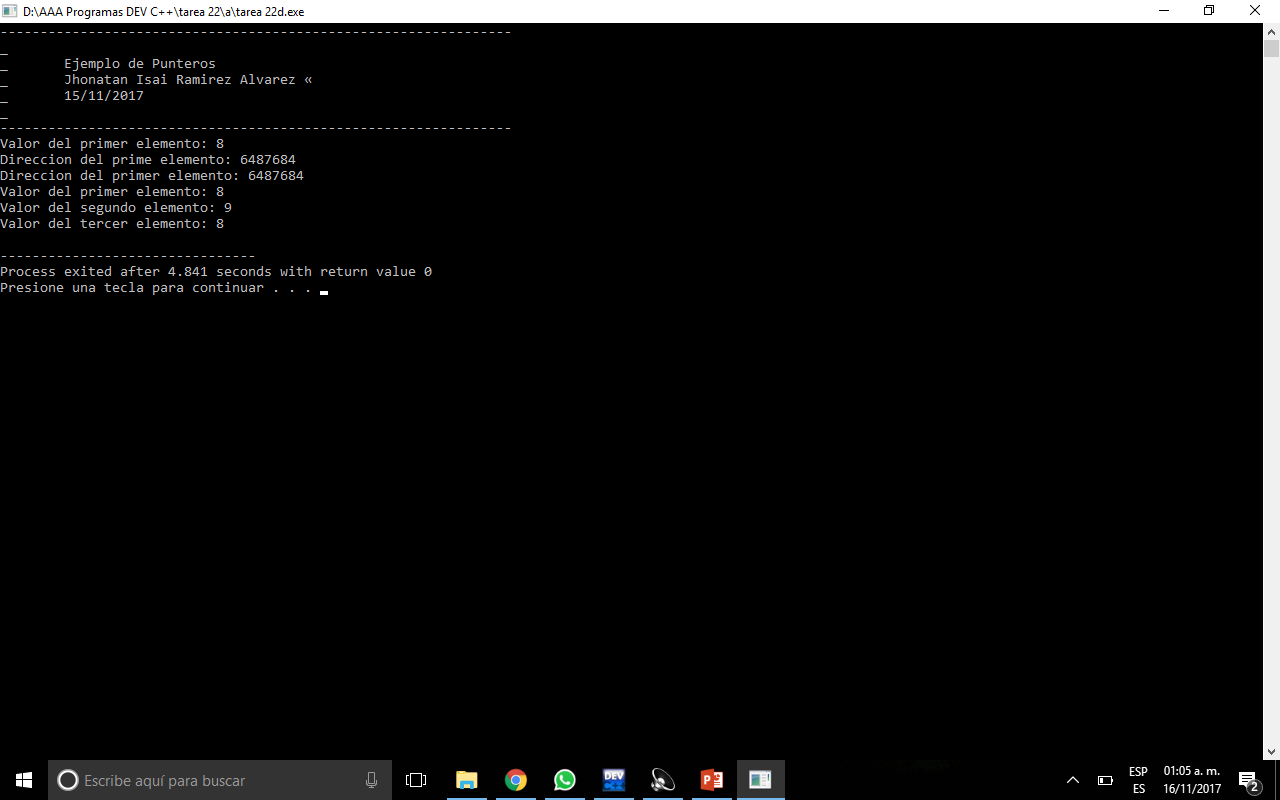 D:\AAA Programas DEV C++\tarea 22\a\tarea 22d.exe
----------------------------------------------------------------
_
_ Ejemplo de Punteros
_ Jhonatan Isai Ramirez Alvarez «
_ 15/11/2017
_
----------------------------------------------------------------
Valor del primer elemento: 8
Direccion del prime elemento: 6487684
Direccion del primer elemento: 6487684
Valor del primer elemento: 8
Valor del segundo elemento: 9
Valor del tercer elemento: 8
--------------------------------
Process exited after 4.841 seconds with return value 0
Presione una tecla para continuar . . .
Escribe aquí para buscar
DEV C++
P
ESP
ES
01:05 a. m.
16/11/2017
2